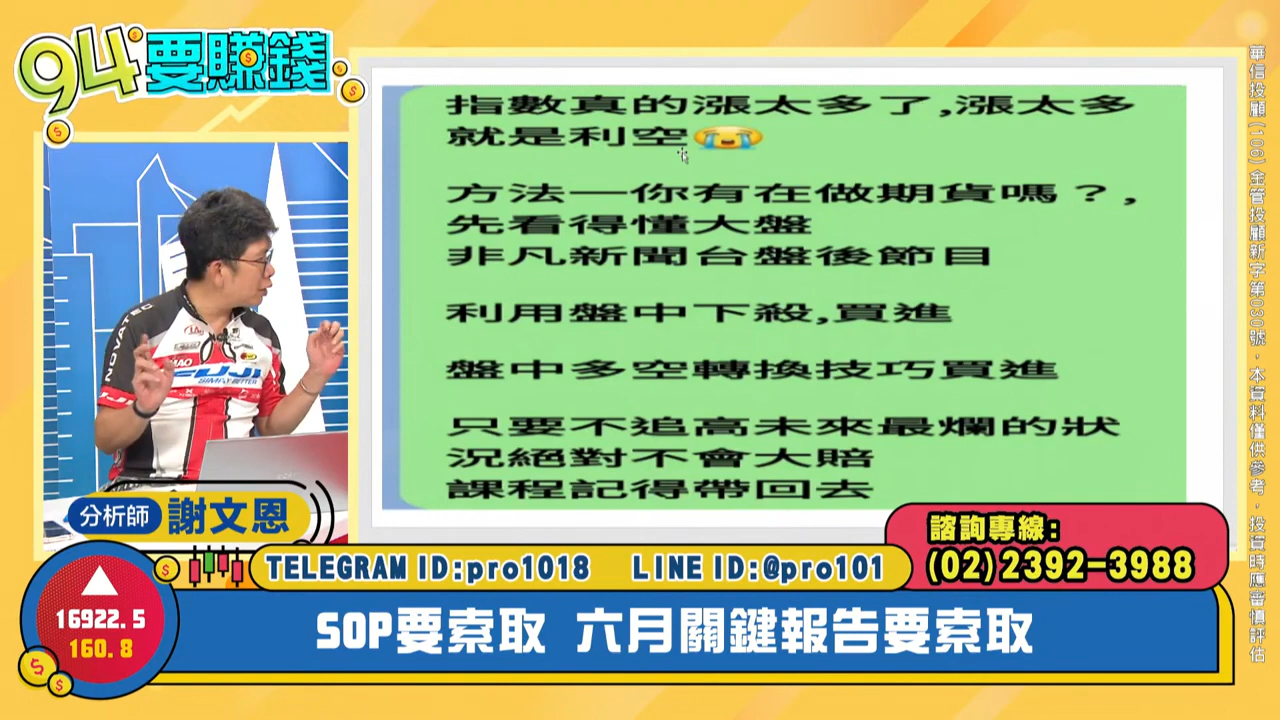 94要賺錢
指數真的漲太多了,漲太多
就是利空
方法一你有在做期貨嗎？,
先看得懂大盤
非凡新聞台盤後節目
利用盤中下殺,買進
盤中多空轉換技巧買進
只要不追高未來最爛的狀
況絕對不會大賠
課程記得帶回去
NOVATEC
FUJI
SIMPLY BETTER
分析師 謝文恩
諮詢專線:
(02)2392-3988
TELEGRAM ID:pro1018 LINE ID:@pro101
16922.5
160.8
SOP要索取 六月關鍵報告要索取
華信投顧(106)金管投顧新字第030號，本資料僅供參考，投資時應審慎評估